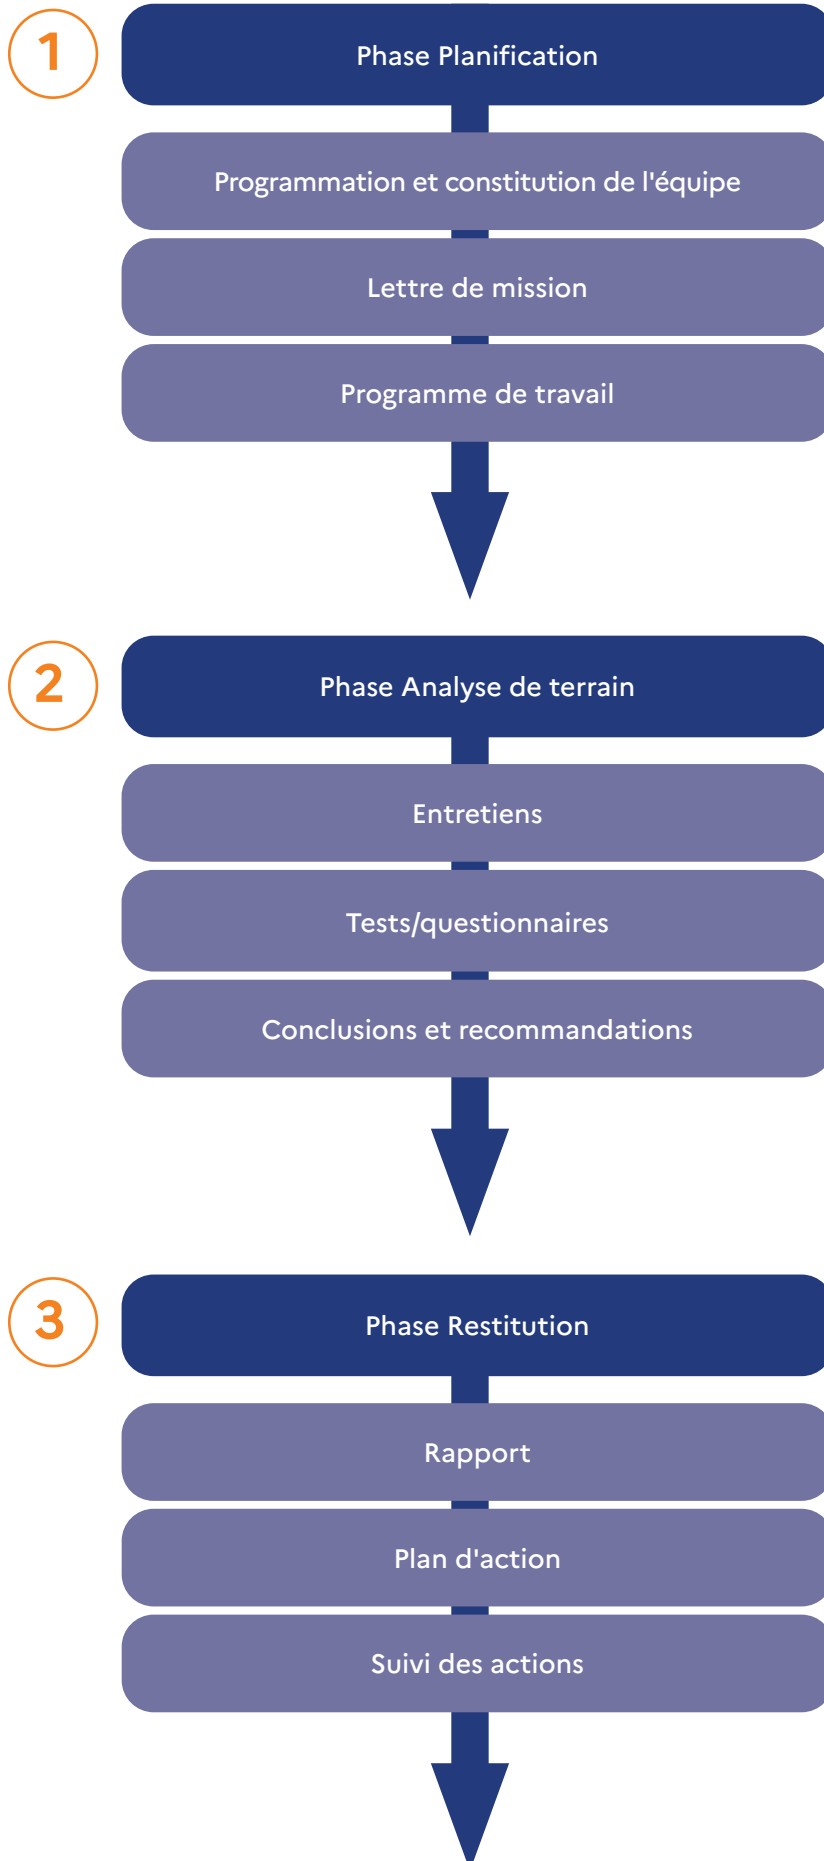 1
Phase Planification
Programmation et constitution de l'équipe
Lettre de mission
Programme de travail
2
Phase Analyse de terrain
Entretiens
Tests/questionnaires
Conclusions et recommandations
3
Phase Restitution
Rapport
Plan d'action
Suivi des actions